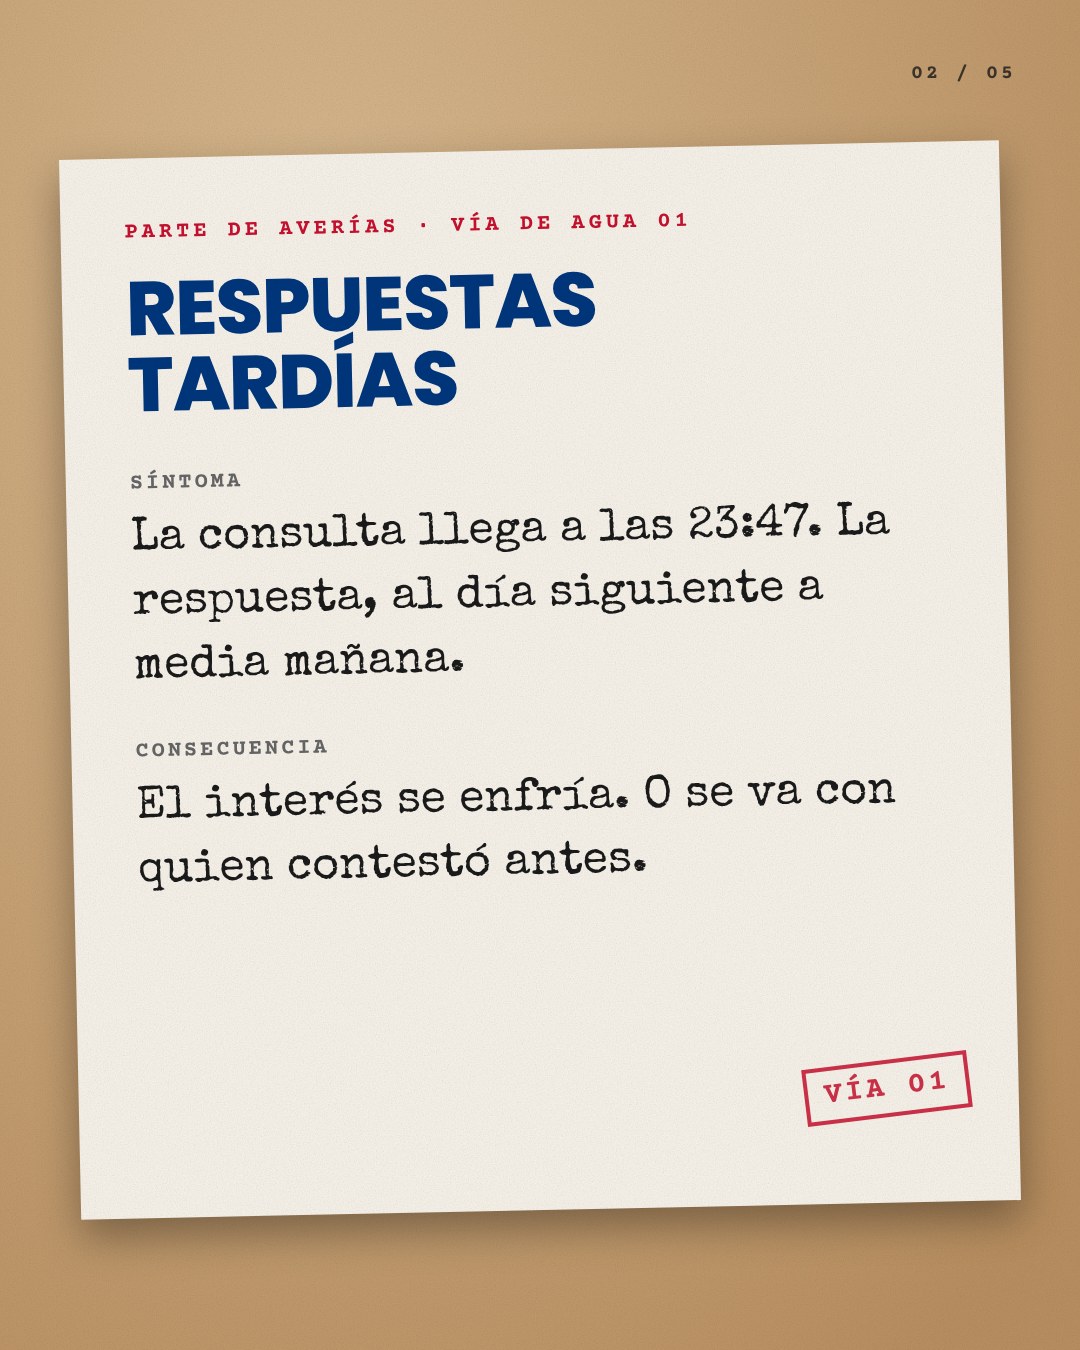 02 / 05
PARTE DE AVERÍAS · VÍA DE AGUA 01
RESPUESTAS
TARDÍAS
SÍNTOMA
La consulta llega a las 23:47. La
respuesta, al día siguiente a
media mañana.
CONSECUENCIA
El interés se enfría. O se va con
quien contestó antes.
VÍA 01